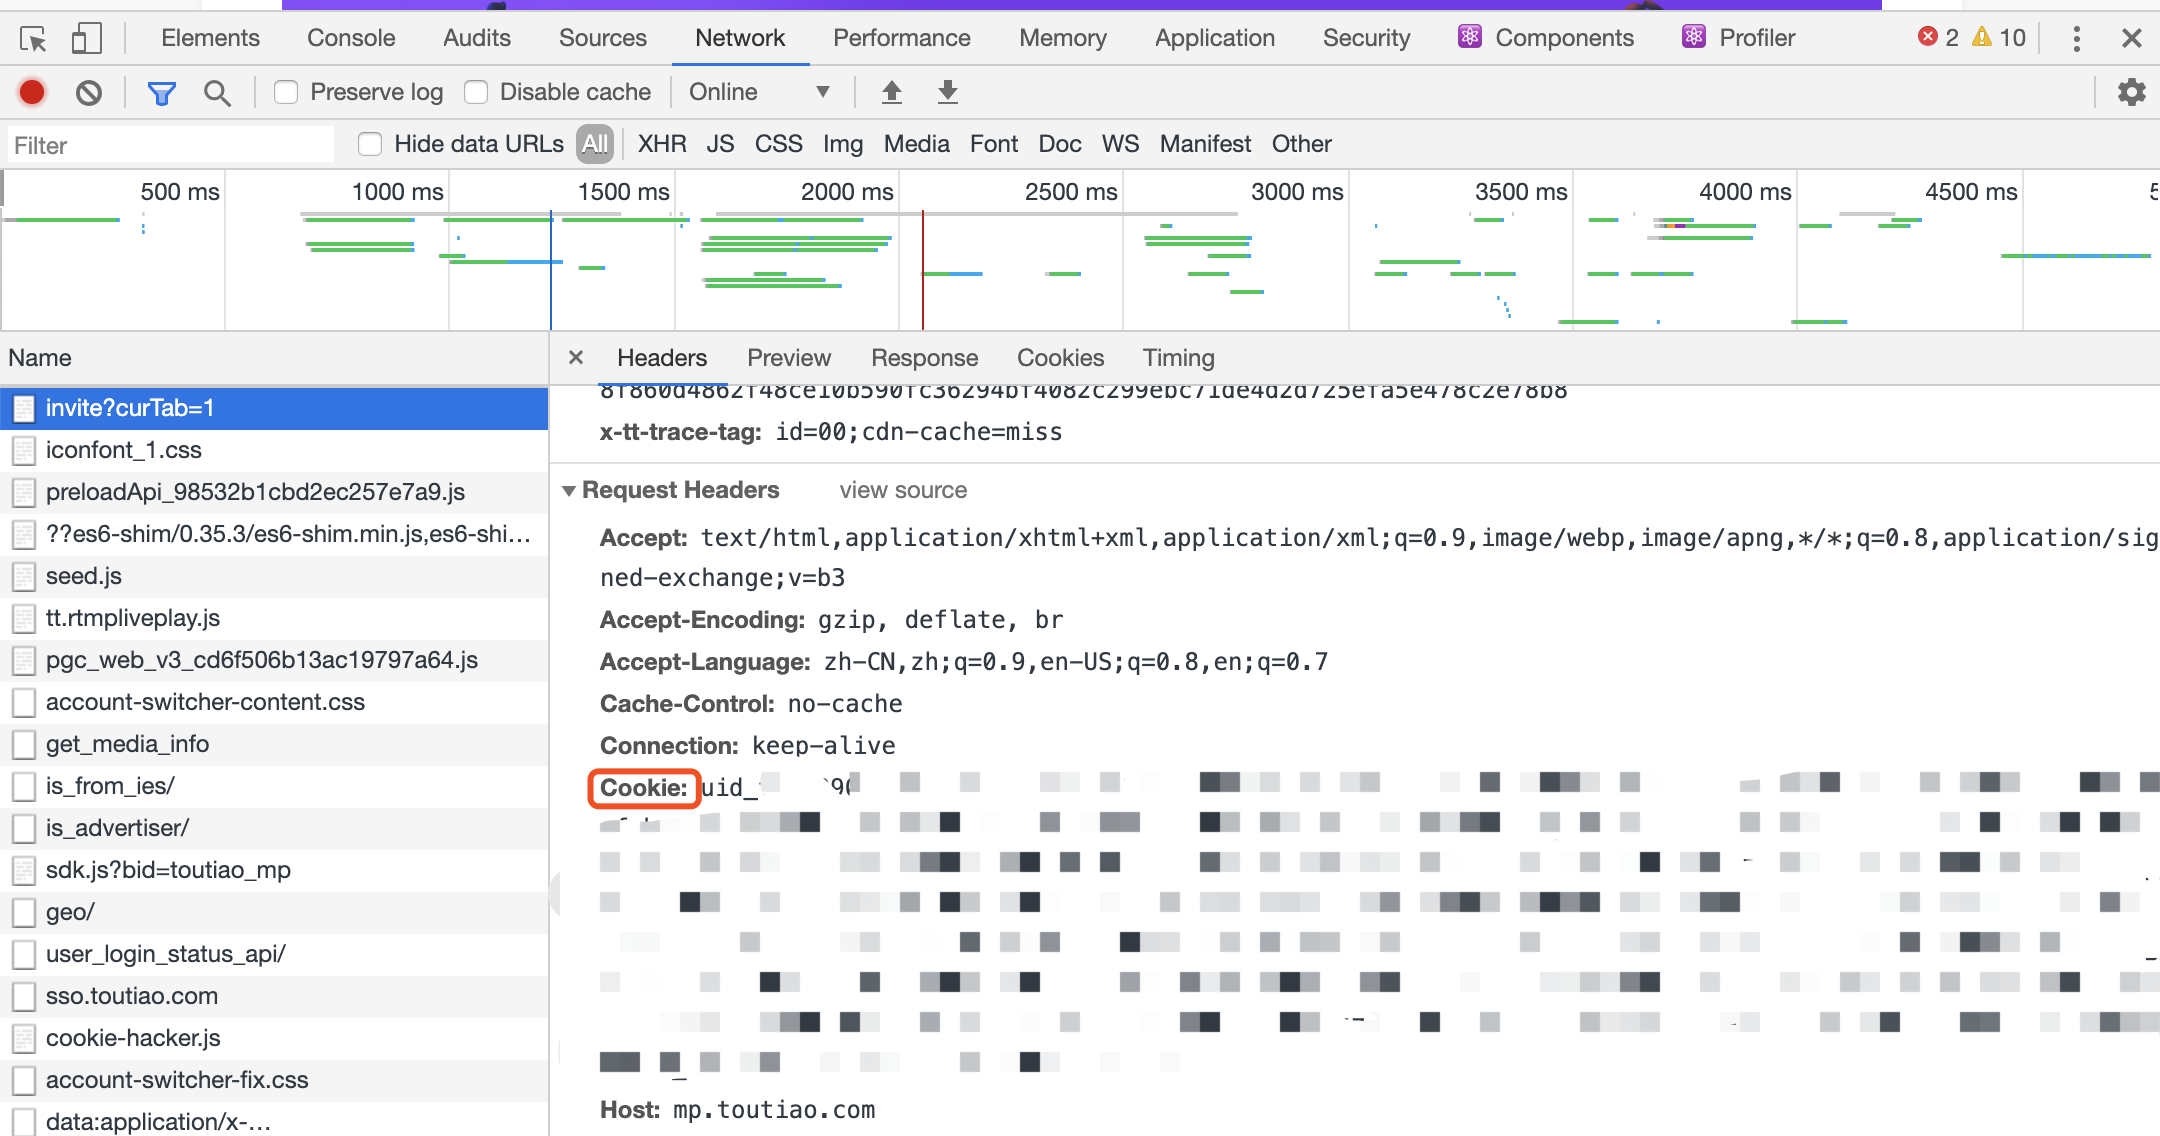 Elements Console Audits Sources Network Performance Memory Application Security Components Profiler 2 10
Preserve log Disable cache Online
Filter Hide data URLs All XHR JS CSS Img Media Font Doc WS Manifest Other
500 ms 1000 ms 1500 ms 2000 ms 2500 ms 3000 ms 3500 ms 4000 ms 4500 ms
Name
Headers Preview Response Cookies Timing
invite?curTab=1
iconfont_1.css
preloadApi_98532b1cbd2ec257e7a9.js
??es6-shim/0.35.3/es6-shim.min.js,es6-shi...
seed.js
tt.rtmpliveplay.js
pgc_web_v3_cd6f506b13ac19797a64.js
account-switcher-content.css
get_media_info
is_from_ies/
is_advertiser/
sdk.js?bid=toutiao_mp
geo/
user_login_status_api/
sso.toutiao.com
cookie-hacker.js
account-switcher-fix.css
data:application/x-...
8f860d4862f48ce10b590fc36294bf4082c299ebc71de4d2d725efa5e478c2e78b8
x-tt-trace-tag: id=00;cdn-cache=miss
Request Headers view source
Accept: text/html,application/xhtml+xml,application/xml;q=0.9,image/webp,image/apng,*/*;q=0.8,application/sig
ned-exchange;v=b3
Accept-Encoding: gzip, deflate, br
Accept-Language: zh-CN,zh;q=0.9,en-US;q=0.8,en;q=0.7
Cache-Control: no-cache
Connection: keep-alive
Cookie: uid_
Host: mp.toutiao.com